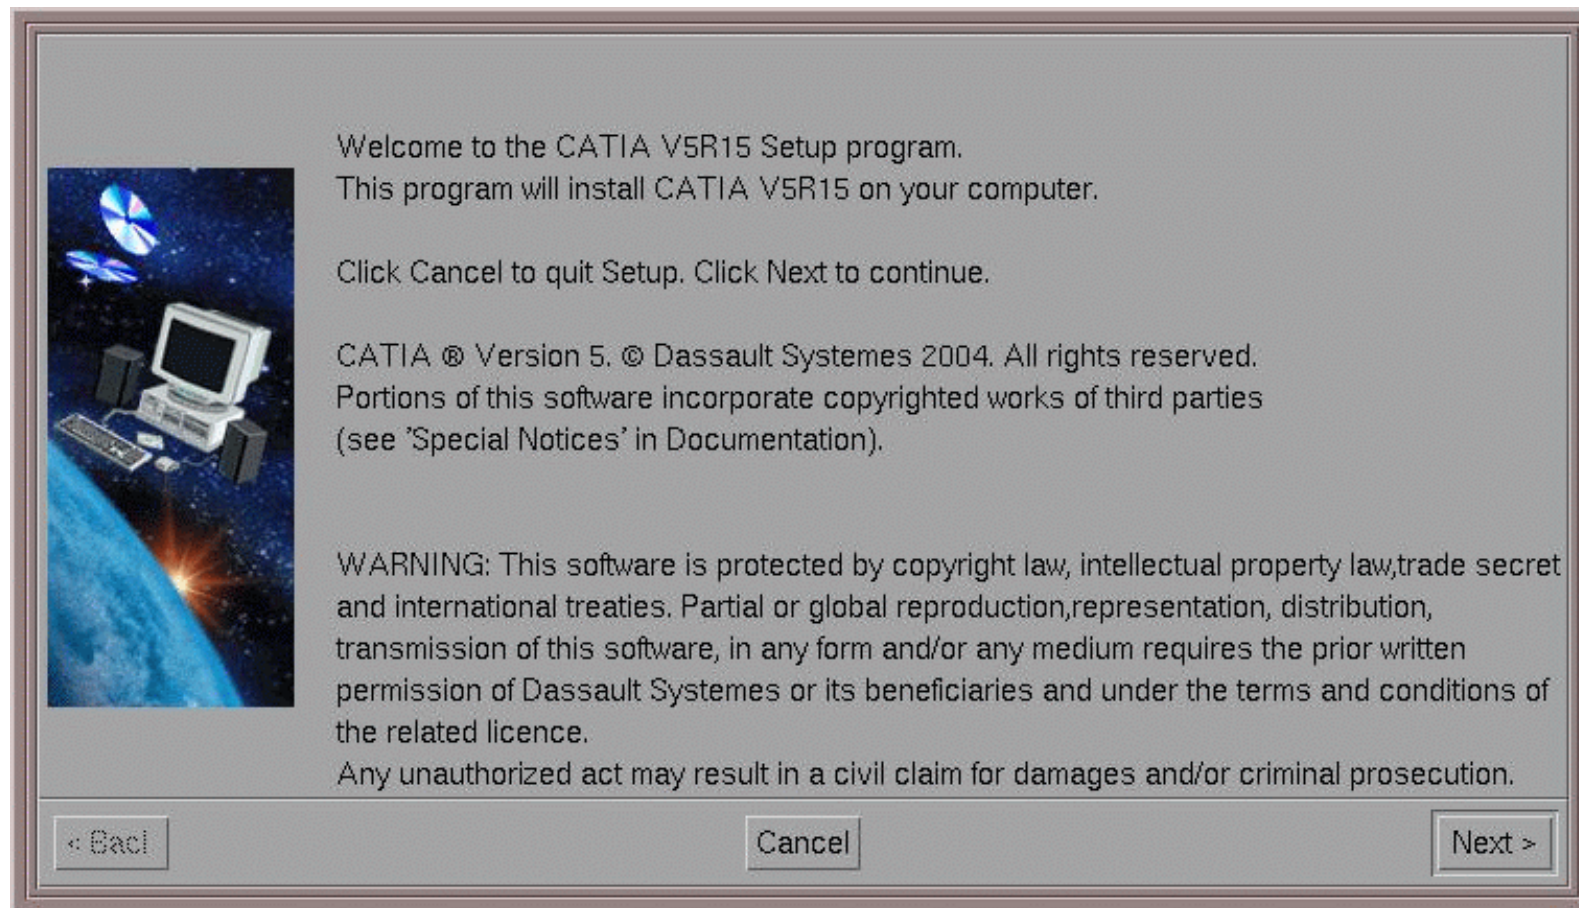 Welcome to the CATIA V5R15 Setup program.
This program will install CATIA V5R15 on your computer.
Click Cancel to quit Setup. Click Next to continue.
CATIA ® Version 5. © Dassault Systemes 2004. All rights reserved.
Portions of this software incorporate copyrighted works of third parties
(see 'Special Notices' in Documentation).
WARNING: This software is protected by copyright law, intellectual property law,trade secret
and international treaties. Partial or global reproduction,representation, distribution,
transmission of this software, in any form and/or any medium requires the prior written
permission of Dassault Systemes or its beneficiaries and under the terms and conditions of
the related licence.
Any unauthorized act may result in a civil claim for damages and/or criminal prosecution.
< Bacl
Cancel
Next >